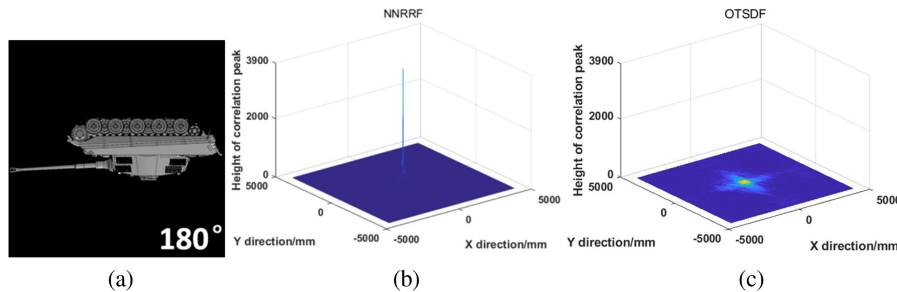 180°
(a)
NNRRF
Height of correlation peak
3900
2000
0
5000
0
-5000
-5000
0
5000
Y direction/mm
X direction/mm
(b)
OTSDF
Height of correlation peak
3900
2000
0
5000
0
-5000
-5000
0
5000
Y direction/mm
X direction/mm
(c)